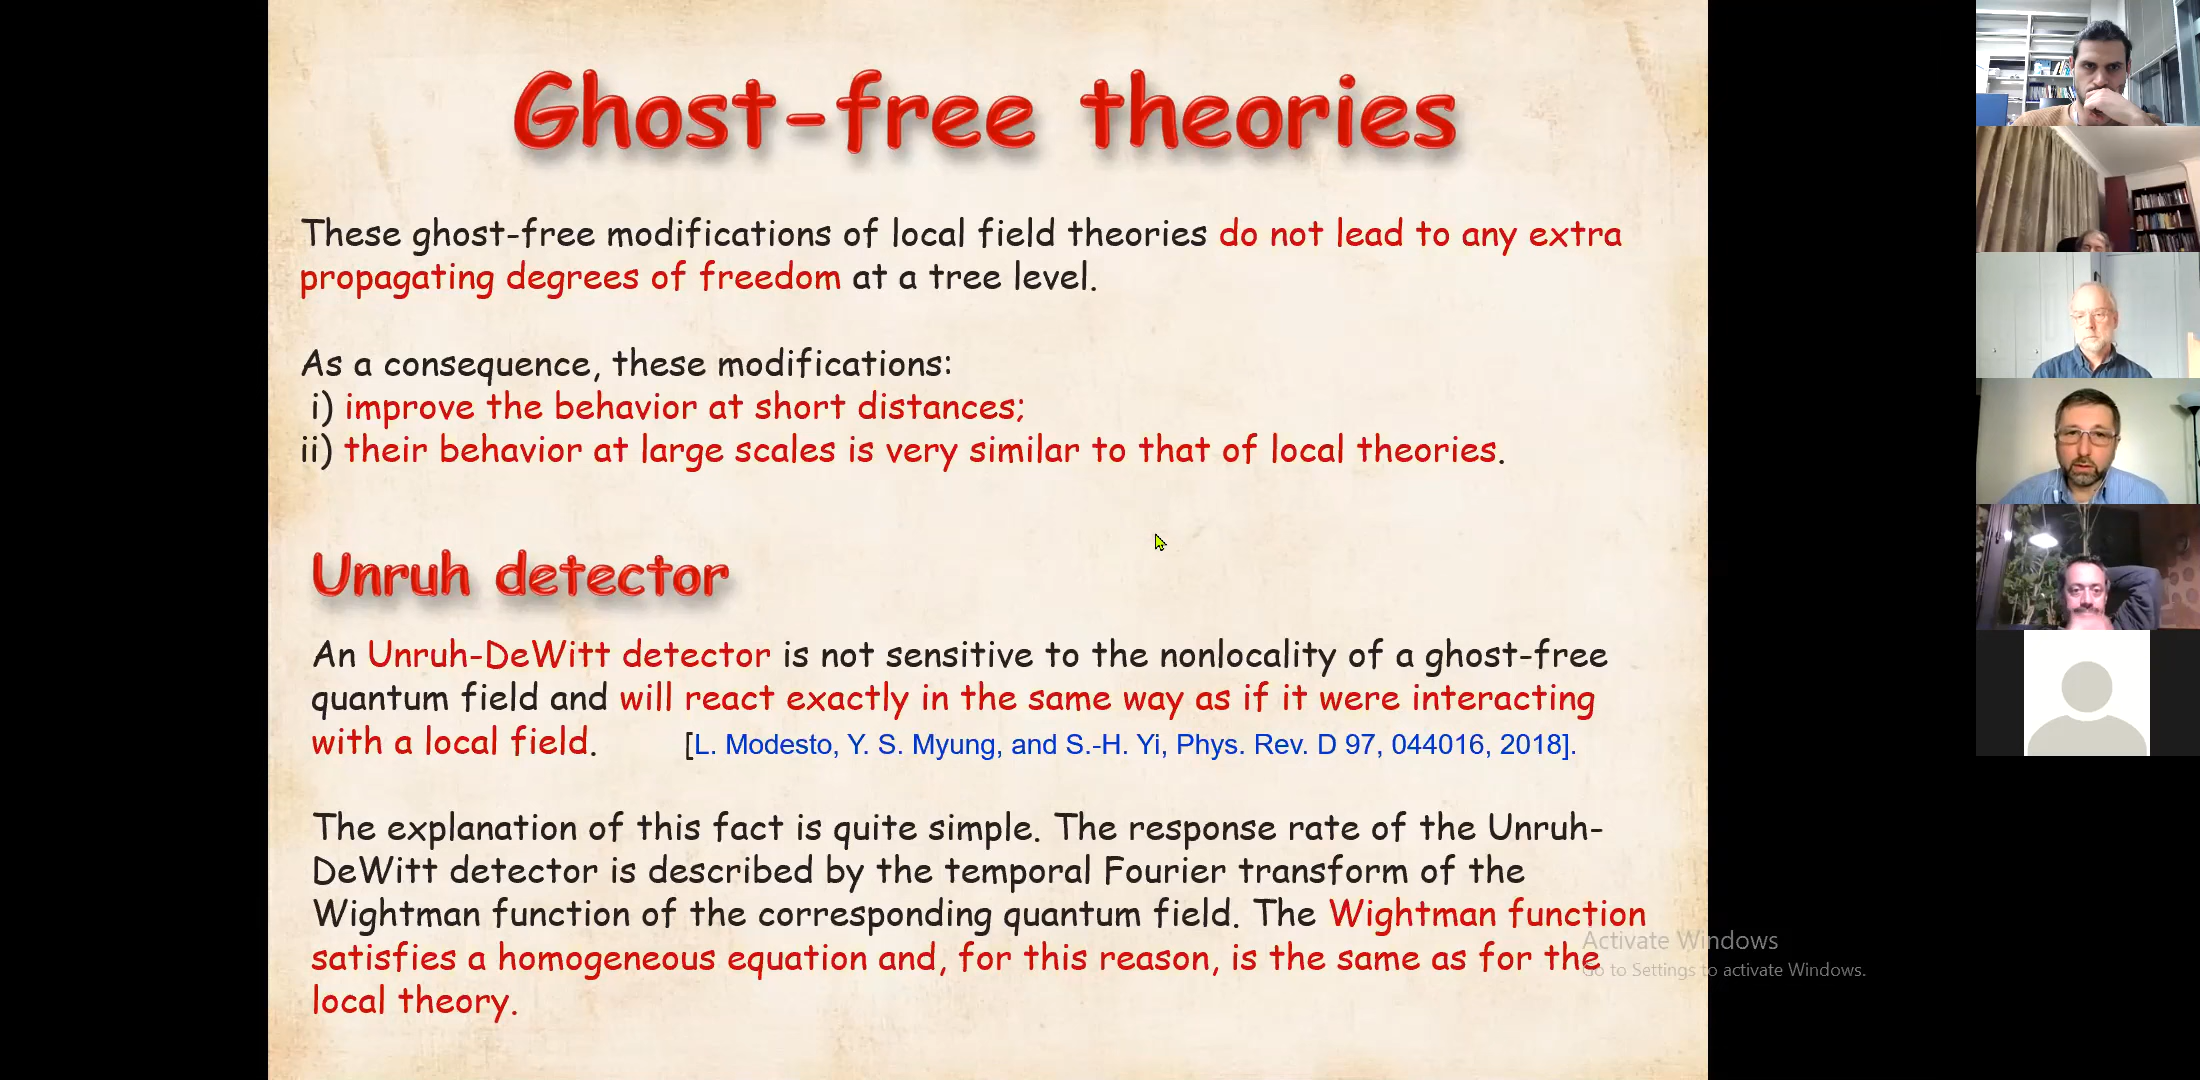 Ghost-free theories
These ghost-free modifications of local field theories do not lead to any extra
propagating degrees of freedom at a tree level.
As a consequence, these modifications:
i) improve the behavior at short distances;
ii) their behavior at large scales is very similar to that of local theories.
Unruh detector
An Unruh-DeWitt detector is not sensitive to the nonlocality of a ghost-free
quantum field and will react exactly in the same way as if it were interacting
with a local field. [L. Modesto, Y. S. Myung, and S.-H. Yi, Phys. Rev. D 97, 044016, 2018].
The explanation of this fact is quite simple. The response rate of the Unruh-
DeWitt detector is described by the temporal Fourier transform of the
Wightman function of the corresponding quantum field. The Wightman function
satisfies a homogeneous equation and, for this reason, is the same as for the
local theory.
Activate Windows
Go to Settings to activate Windows.